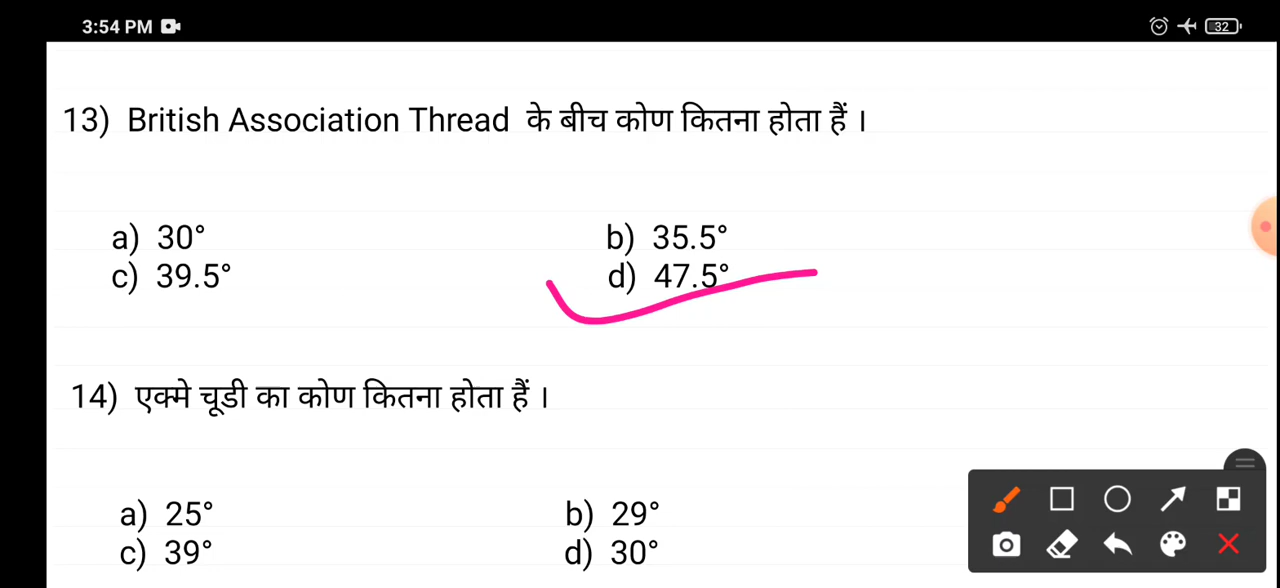 3:54 PM
32
13) British Association Thread के बीच कोण कितना होता हैं ।
a) 30° b) 35.5°
c) 39.5° d) 47.5°
14) एक्मे चूडी का कोण कितना होता हैं ।
a) 25° b) 29°
c) 39° d) 30°